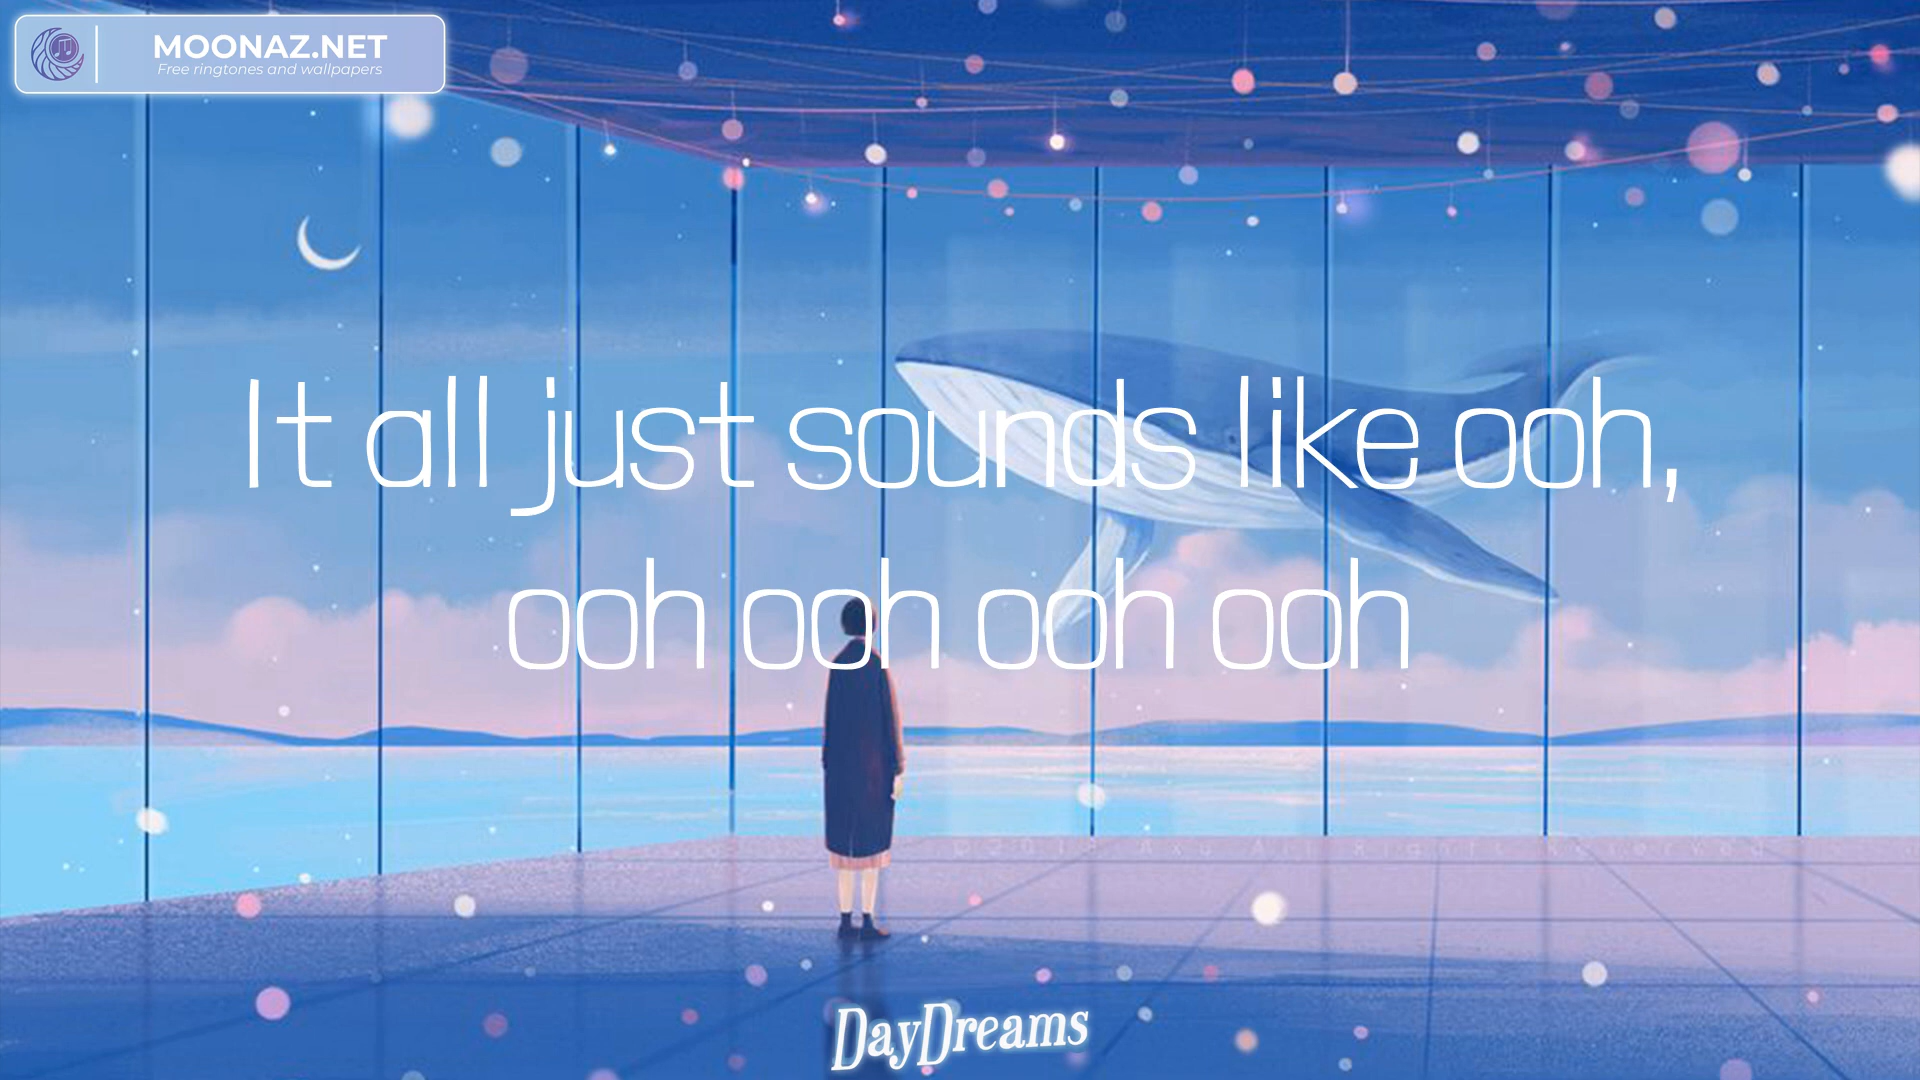 MOONAZ.NET
Free ringtones and wallpapers
It all just sounds like ooh,
ooh ooh ooh ooh
DayDreams